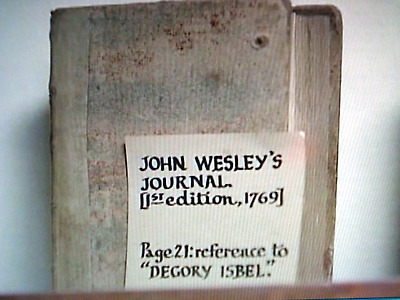 JOHN WESLEY'S
JOURNAL.
[1st edition, 1769]
Page 21: reference to
"DEGORY ISBEL."